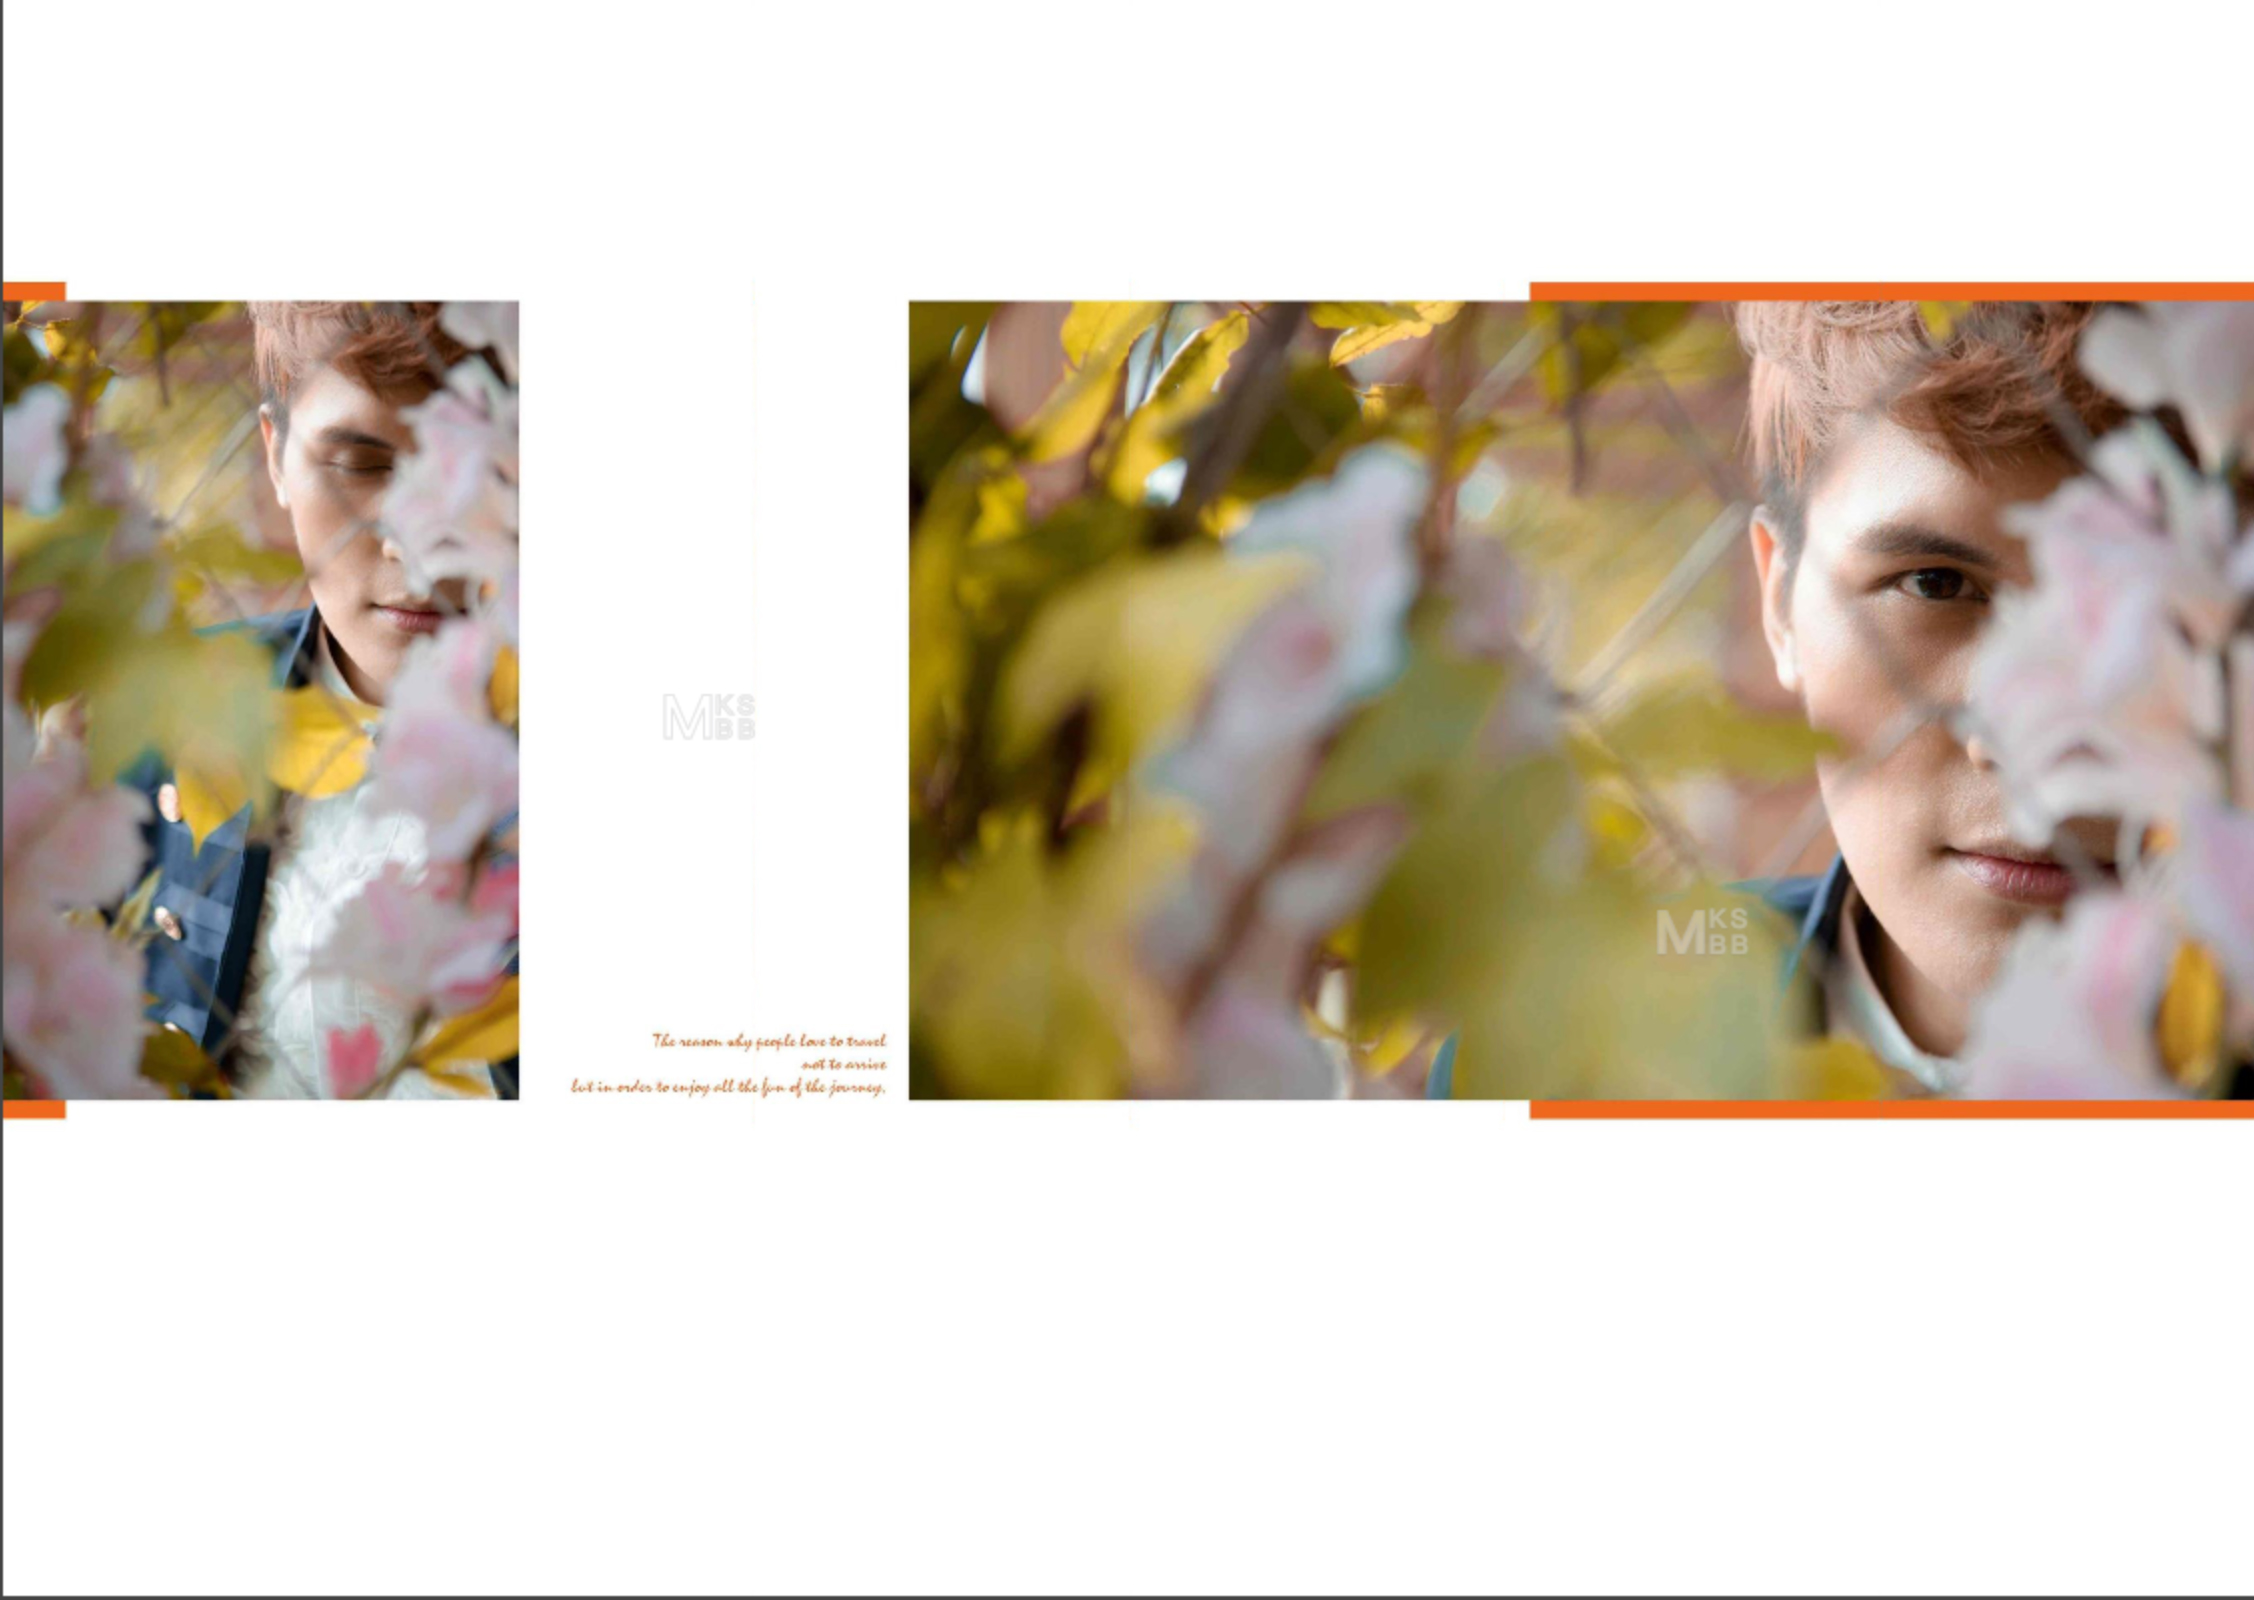 MKSBB
The reason why people love to travel
not to arrive
but in order to enjoy all the fun of the journey.
MKSBB